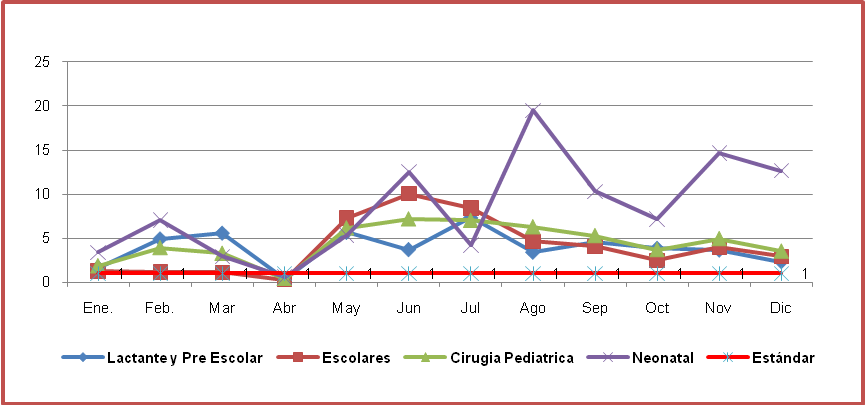 25
20
15
10
5
0
1 1 1 1 1 1 1 1 1 1 1 1
Ene. Feb. Mar Abr May Jun Jul Ago Sep Oct Nov Dic
Lactante y Pre Escolar Escolares Cirugia Pediatrica Neonatal Estándar